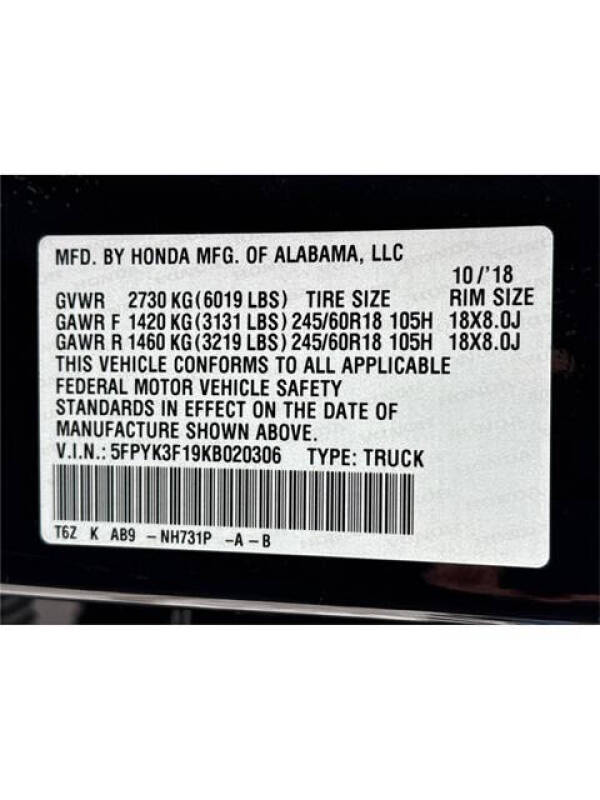 MFD. BY HONDA MFG. OF ALABAMA, LLC
10/'18
GVWR 2730 KG(6019 LBS) TIRE SIZE RIM SIZE
GAWR F 1420 KG(3131 LBS) 245/60R18 105H 18X8.0J
GAWR R 1460 KG(3219 LBS) 245/60R18 105H 18X8.0J
THIS VEHICLE CONFORMS TO ALL APPLICABLE
FEDERAL MOTOR VEHICLE SAFETY
STANDARDS IN EFFECT ON THE DATE OF
MANUFACTURE SHOWN ABOVE.
V.I.N.: 5FPYK3F19KB020306 TYPE: TRUCK
T6Z K AB9 -NH731P -A-B